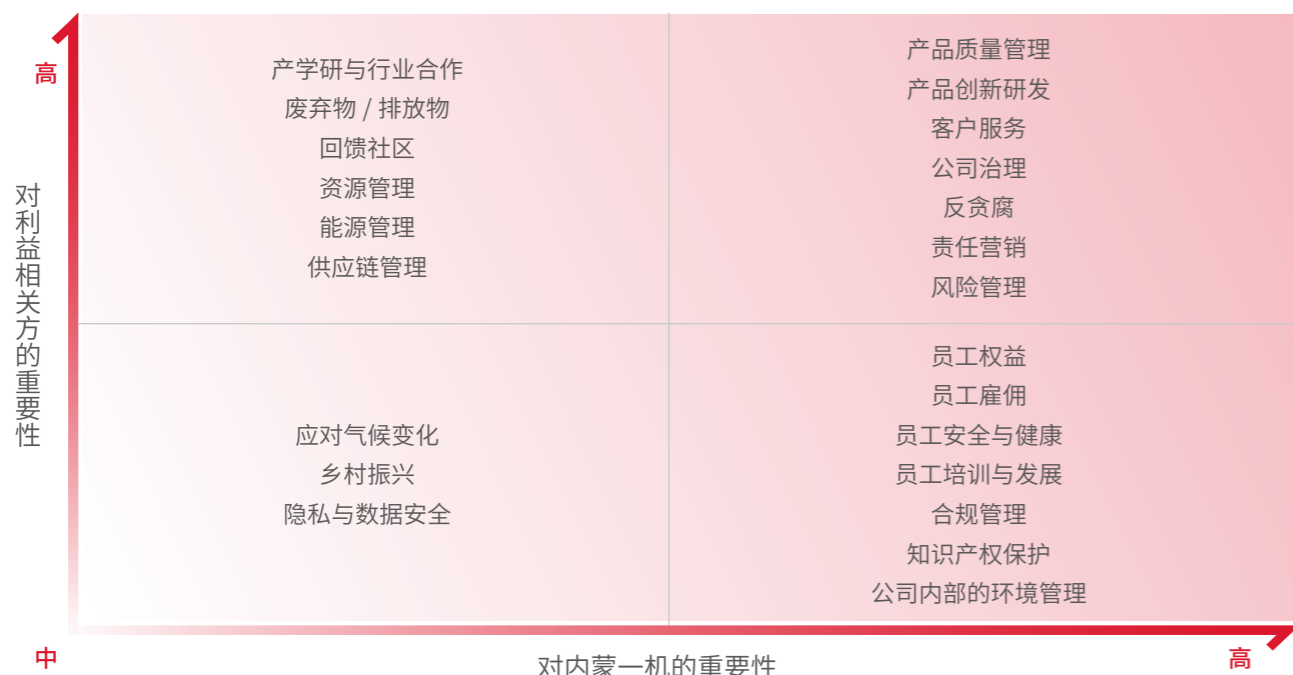 高
对利益相关方的重要性
产学研与行业合作
废弃物 / 排放物
回馈社区
资源管理
能源管理
供应链管理
产品质量管理
产品创新研发
客户服务
公司治理
反贪腐
责任营销
风险管理
应对气候变化
乡村振兴
隐私与数据安全
员工权益
员工雇佣
员工安全与健康
员工培训与发展
合规管理
知识产权保护
公司内部的环境管理
中
对内蒙一机的重要性
高